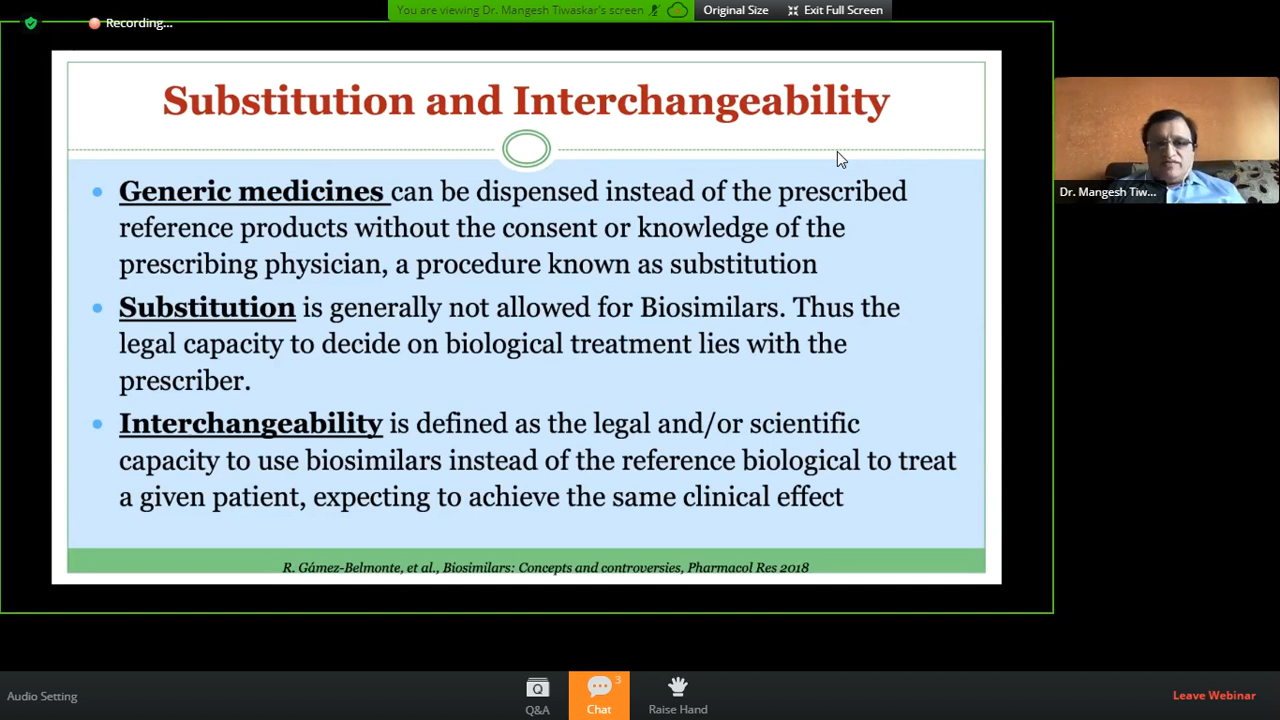 You are viewing Dr. Mangesh Tiwaskar's screen
Original Size
Exit Full Screen
Recording...
Substitution and Interchangeability
Generic medicines can be dispensed instead of the prescribed
reference products without the consent or knowledge of the
prescribing physician, a procedure known as substitution
Substitution is generally not allowed for Biosimilars. Thus the
legal capacity to decide on biological treatment lies with the
prescriber.
Interchangeability is defined as the legal and/or scientific
capacity to use biosimilars instead of the reference biological to treat
a given patient, expecting to achieve the same clinical effect
R. Gámez-Belmonte, et al., Biosimilars: Concepts and controversies, Pharmacol Res 2018
Dr. Mangesh Tiw...
Audio Setting
Q
Q&A
3
Chat
Raise Hand
Leave Webinar